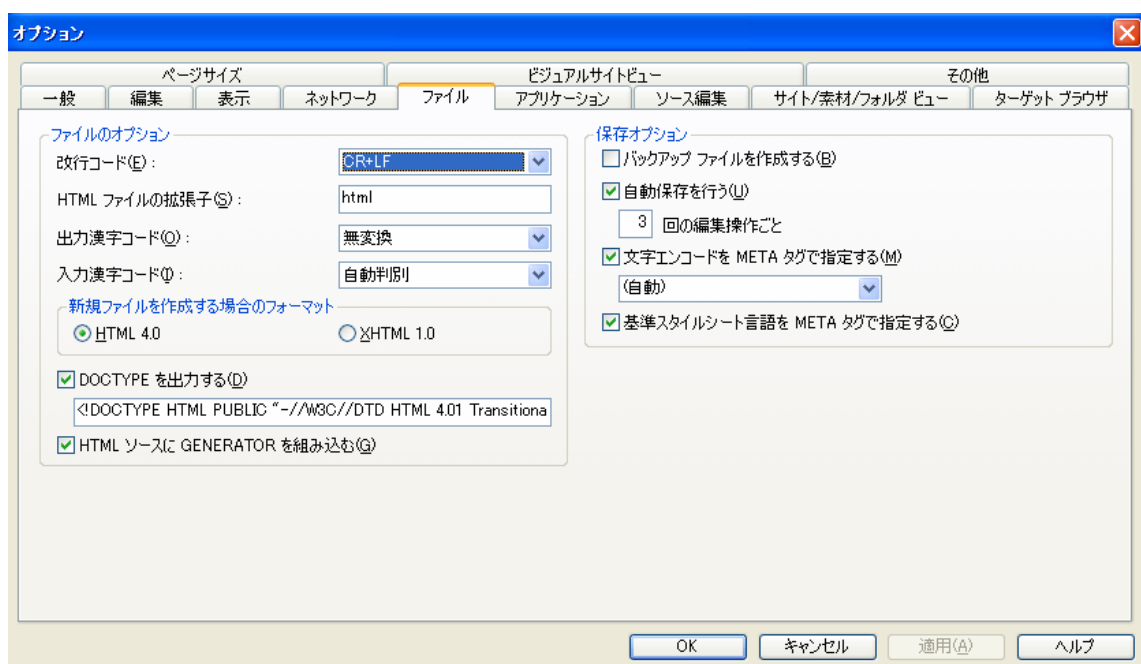 オプション
ページサイズ ビジュアルサイトビュー その他
一般 編集 表示 ネットワーク ファイル アプリケーション ソース編集 サイト/素材/フォルダ ビュー ターゲット ブラウザ
ファイルのオプション
改行コード(E) : CR+LF
HTML ファイルの拡張子(S) : html
出力漢字コード(O) : 無変換
入力漢字コード(I) : 自動判別
新規ファイルを作成する場合のフォーマット
HTML 4.0 XHTML 1.0
DOCTYPE を出力する(D)
<!DOCTYPE HTML PUBLIC "-//W3C//DTD HTML 4.01 Transitiona
HTML ソースに GENERATOR を組み込む(G)
保存オプション
バックアップ ファイルを作成する(B)
自動保存を行う(U)
3 回の編集操作ごと
文字エンコードを META タグで指定する(M)
(自動)
基準スタイルシート言語を META タグで指定する(C)
OK キャンセル 適用(A) ヘルプ